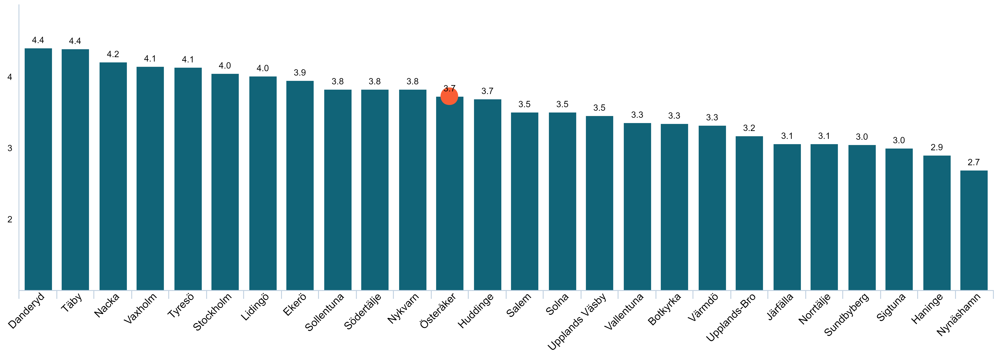 4.4
4.4
4.2
4.1
4.1
4.0
4.0
3.9
3.8
3.8
3.8
3.7
3.7
3.5
3.5
3.5
3.3
3.3
3.3
3.2
3.1
3.1
3.0
3.0
2.9
2.7
4
3
2
Danderyd
Täby
Nacka
Vaxholm
Tyresö
Stockholm
Lidingö
Ekerö
Sollentuna
Södertälje
Nykvarn
Österåker
Huddinge
Salem
Solna
Upplands Väsby
Vallentuna
Botkyrka
Värmdö
Upplands-Bro
Järfälla
Norrtälje
Sundbyberg
Sigtuna
Haninge
Nynäshamn